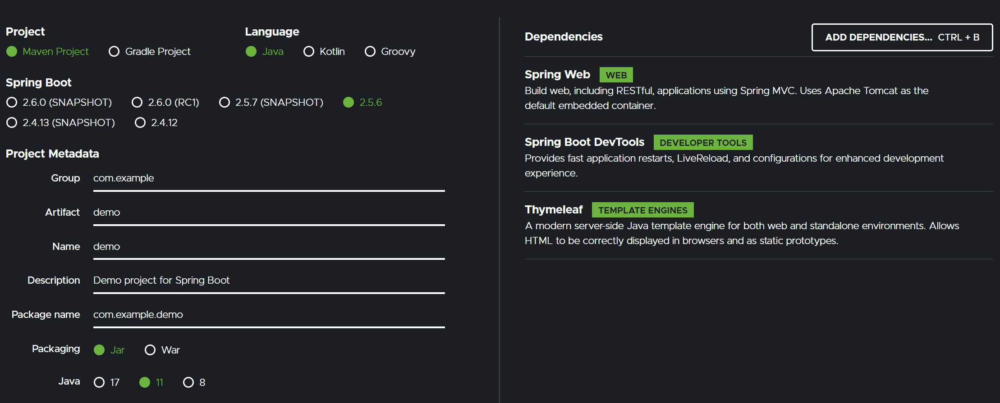 Project
Maven Project Gradle Project
Language
Java Kotlin Groovy
Spring Boot
2.6.0 (SNAPSHOT) 2.6.0 (RC1) 2.5.7 (SNAPSHOT) 2.5.6
2.4.13 (SNAPSHOT) 2.4.12
Project Metadata
Group com.example
Artifact demo
Name demo
Description Demo project for Spring Boot
Package name com.example.demo
Packaging Jar War
Java 17 11 8
Dependencies
ADD DEPENDENCIES... CTRL + B
Spring Web WEB
Build web, including RESTful, applications using Spring MVC. Uses Apache Tomcat as the
default embedded container.
Spring Boot DevTools DEVELOPER TOOLS
Provides fast application restarts, LiveReload, and configurations for enhanced development
experience.
Thymeleaf TEMPLATE ENGINES
A modern server-side Java template engine for both web and standalone environments. Allows
HTML to be correctly displayed in browsers and as static prototypes.